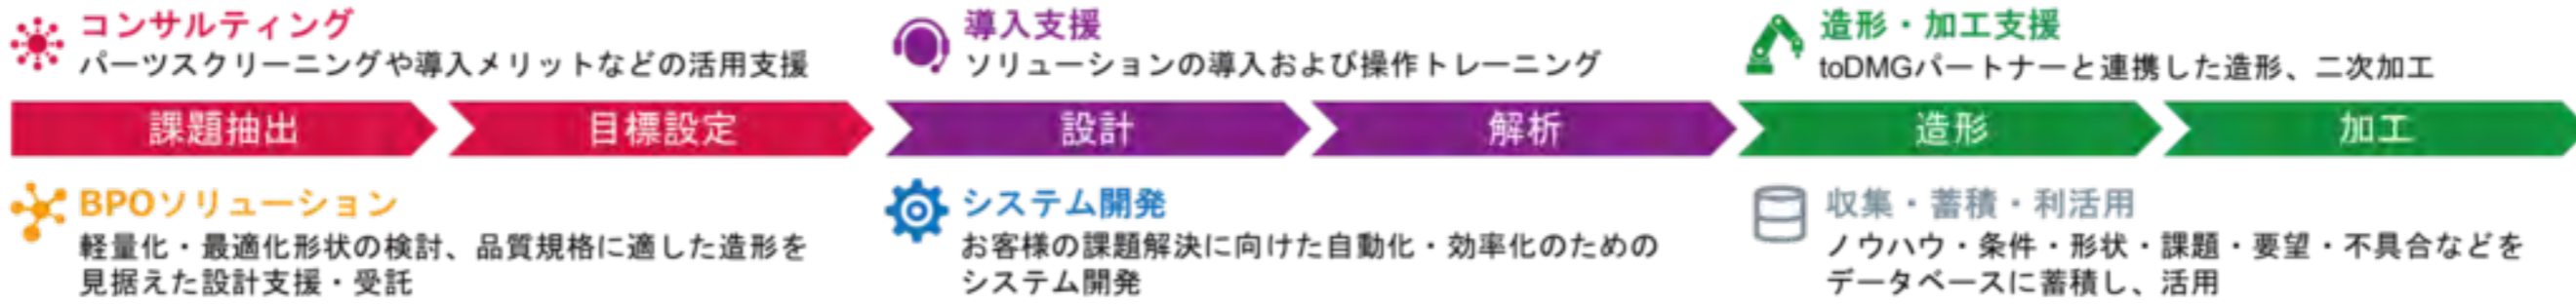 コンサルティング
パーツスクリーニングや導入メリットなどの活用支援
導入支援
ソリューションの導入および操作トレーニング
造形・加工支援
toDMGパートナーと連携した造形、二次加工
課題抽出
目標設定
設計
解析
造形
加工
BPOソリューション
軽量化・最適化形状の検討、品質規格に適した造形を
見据えた設計支援・受託
システム開発
お客様の課題解決に向けた自動化・効率化のための
システム開発
収集・蓄積・利活用
ノウハウ・条件・形状・課題・要望・不具合などを
データベースに蓄積し、活用